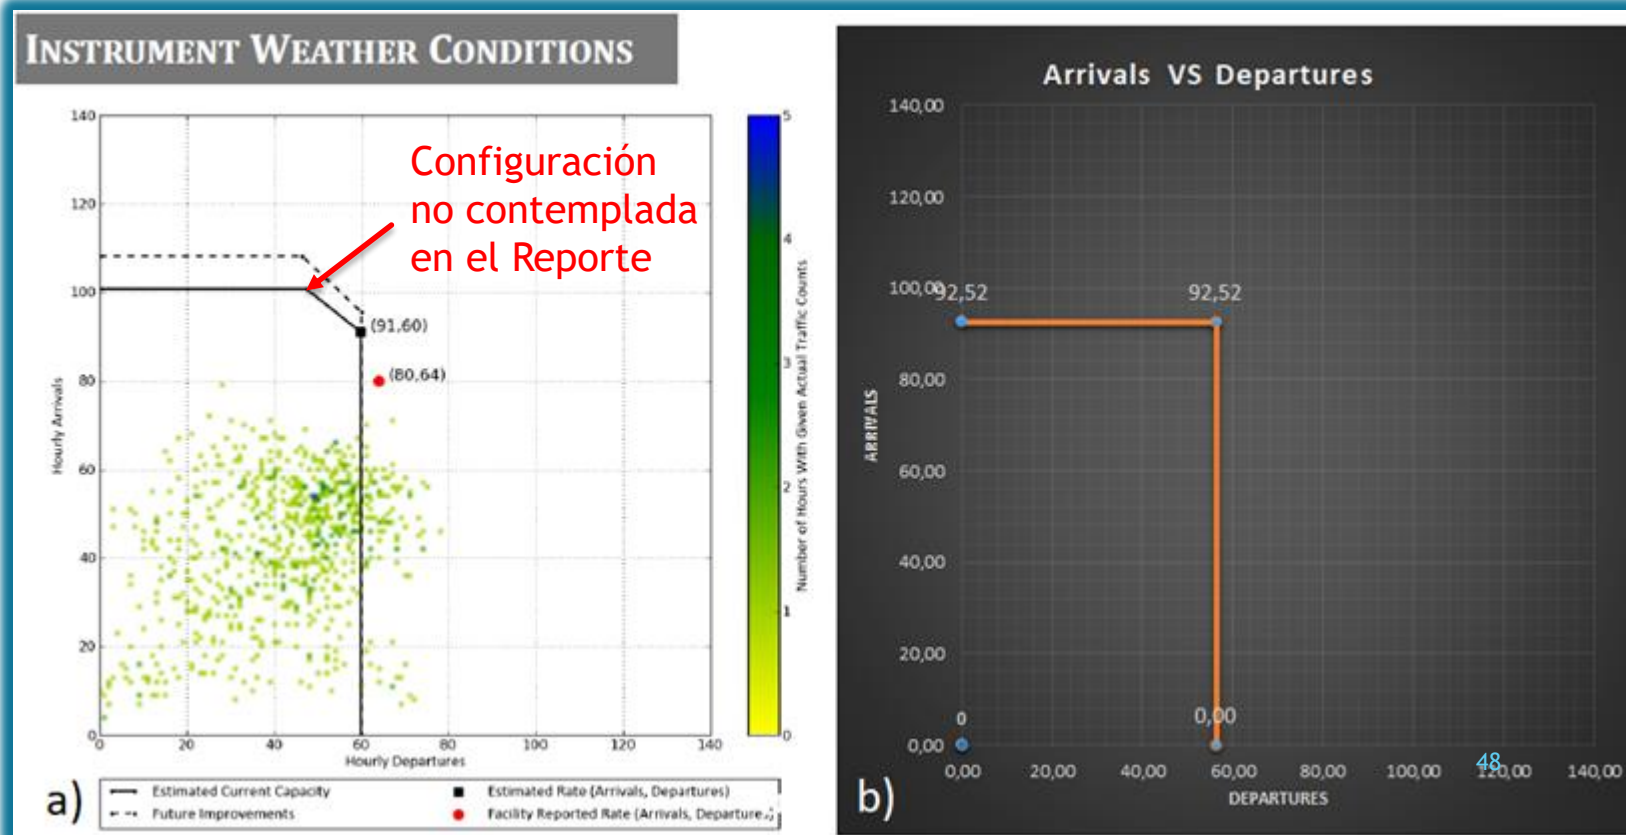 INSTRUMENT WEATHER CONDITIONS
140
120
100
80
60
40
20
0
Hourly Arrivals
0
20
40
60
80
100
120
140
Hourly Departures
Configuración
no contemplada
en el Reporte
(91,60)
(80,64)
5
4
3
2
1
0
Number of Hours With Given Actual Traffic Counts
a)
Estimated Current Capacity
Future Improvements
Estimated Rate (Arrivals, Departures)
Facility Reported Rate (Arrivals, Departure
Arrivals VS Departures
140,00
120,00
100,00
80,00
60,00
40,00
20,00
0,00
ARRIVALS
92,52
92,52
0
0,00
0,00
20,00
40,00
60,00
80,00
100,00
120,00
140,00
DEPARTURES
48
b)